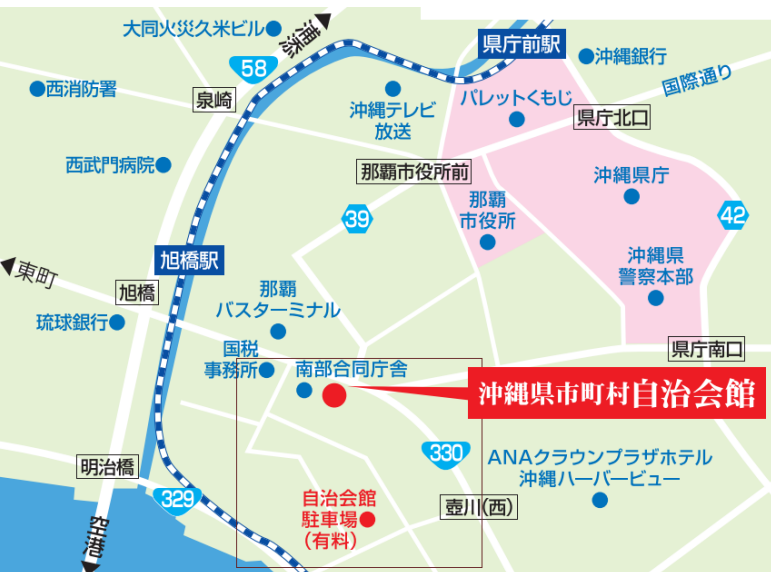 大同火災久米ビル
浦添
県庁前駅
58
沖縄銀行
国際通り
西消防署
泉崎
沖縄テレビ
放送
パレットくもじ
県庁北口
西武門病院
那覇市役所前
沖縄県庁
那覇
市役所
39
42
旭橋駅
沖縄県
警察本部
東町
旭橋
那覇
バスターミナル
琉球銀行
国税
事務所
南部合同庁舎
県庁南口
沖縄県市町村自治会館
330
ANAクラウンプラザホテル
沖縄ハーバービュー
明治橋
329
自治会館
駐車場
(有料)
壺川(西)
空港